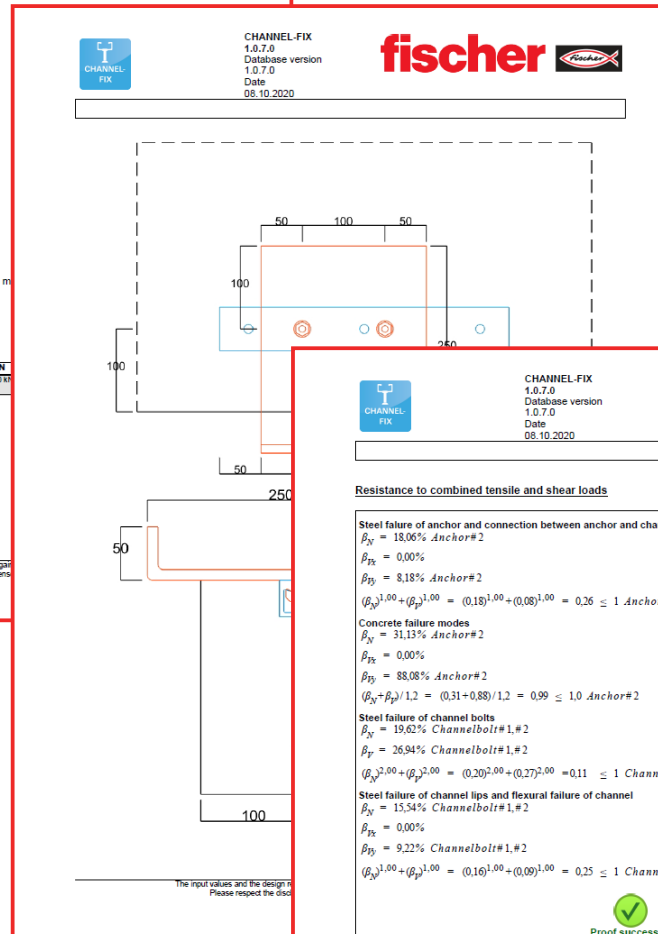 CHANNEL-FIX
1.0.7.0
Database version
1.0.7.0
Date
08.10.2020
CHANNEL-
FIX
fischer
fischer
50 100 50
100
250
100
50
250
50
100
m
N
The input values and the design
Please respect the
CHANNEL-FIX
1.0.7.0
Database version
1.0.7.0
Date
08.10.2020
CHANNEL-
FIX
Resistance to combined tensile and shear loads
Steel falure of anchor and connection between anchor and cha
βN = 18,06% Anchor#2
βVx = 0,00%
βVy = 8,18% Anchor#2
(βN)^1,00+(βV)^1,00 = (0,18)^1,00+(0,08)^1,00 = 0,26 ≤ 1 Ancho
Concrete failure modes
βN = 31,13% Anchor#2
βVx = 0,00%
βVy = 88,08% Anchor#2
(βN+βV)/1,2 = (0,31+0,88)/1,2 = 0,99 ≤ 1,0 Anchor#2
Steel failure of channel bolts
βN = 19,62% Channelbolt#1,#2
βV = 26,94% Channelbolt#1,#2
(βN)^2,00+(βV)^2,00 = (0,20)^2,00+(0,27)^2,00 =0,11 ≤ 1 Chann
Steel failure of channel lips and flexural failure of channel
βN = 15,54% Channelbolt#1,#2
βVx = 0,00%
βVy = 9,22% Channelbolt#1,#2
(βN)^1,00+(βV)^1,00 = (0,16)^1,00+(0,09)^1,00 = 0,25 ≤ 1 Chann
Proof success